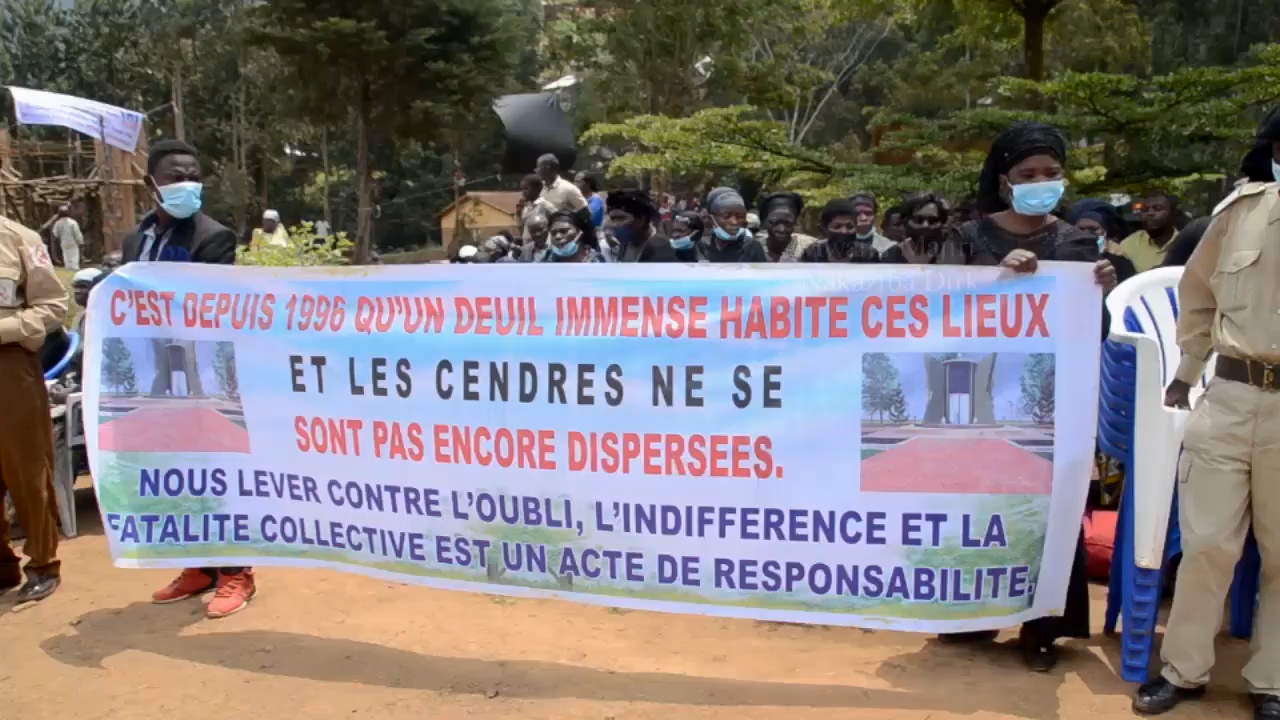 C'EST DEPUIS 1996 QU'UN DEUIL IMMENSE HABITE CES LIEUX
ET LES CENDRES NE SE
SONT PAS ENCORE DISPERSEES.
NOUS LEVER CONTRE L'OUBLI, L'INDIFFERENCE ET LA
FATALITE COLLECTIVE EST UN ACTE DE RESPONSABILITE.